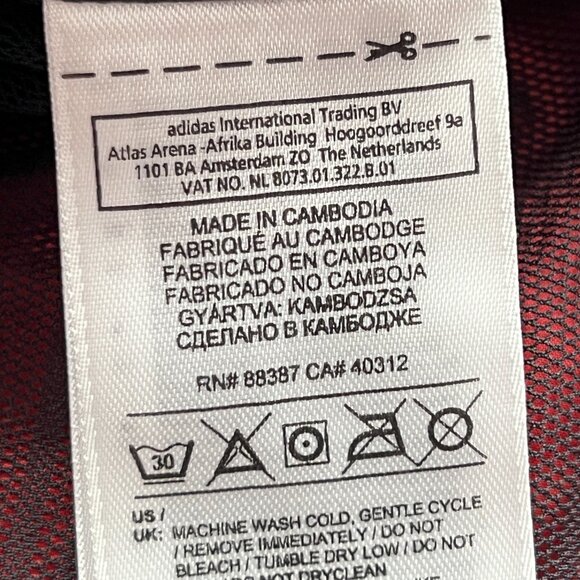 adidas International Trading BV
Atlas Arena -Afrika Building Hoogoorddreef 9a
1101 BA Amsterdam ZO The Netherlands
VAT NO. NL 8073.01.322.B.01
MADE IN CAMBODIA
FABRIQUÉ AU CAMBODGE
FABRICADO EN CAMBOYA
FABRICADO NO CAMBOJA
GYÁRTVA: KAMBODZSA
СДЕЛАНО В КАМБОДЖЕ
RN# 88387 CA# 40312
30
US /
UK: MACHINE WASH COLD, GENTLE CYCLE
/ REMOVE IMMEDIATELY / DO NOT
BLEACH / TUMBLE DRY LOW / DO NOT
DO NOT DRYCLEAN